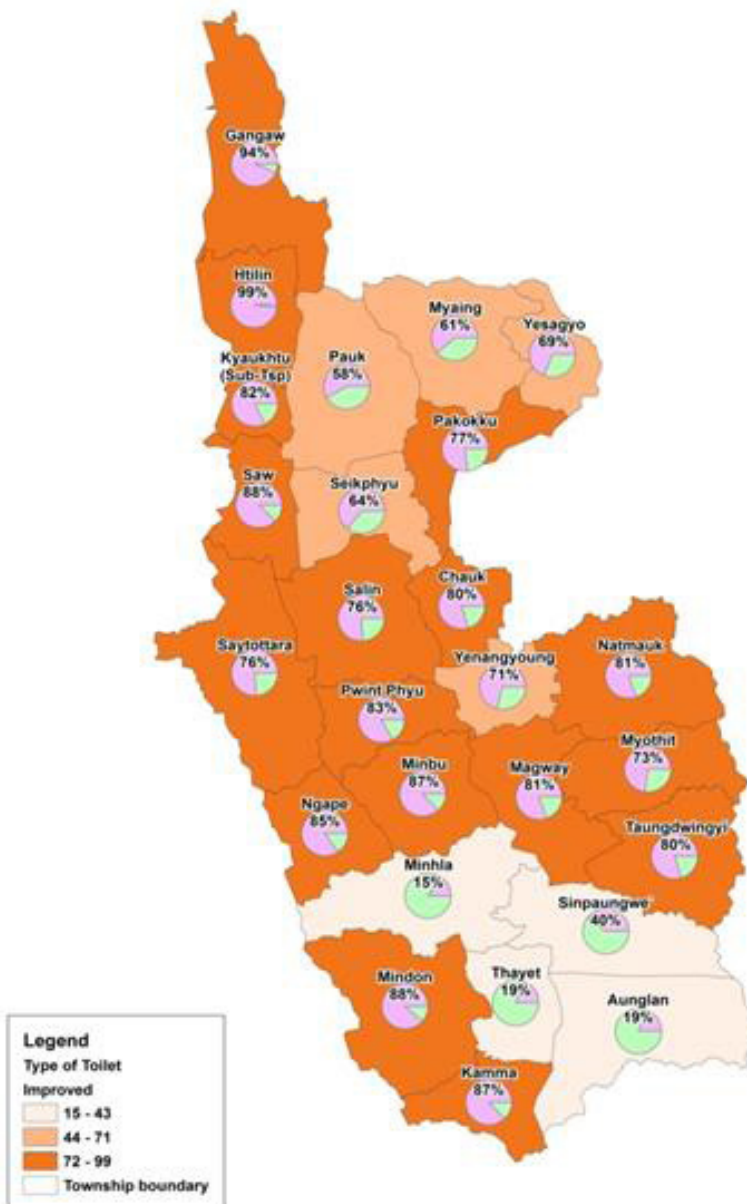 Gangaw
94%
Htilin
99%
Myaing
61%
Yesagyo
69%
Pauk
58%
Kyaukhtu
(Sub-Tsp)
82%
Pakokku
77%
Saw
88%
Seikphyu
64%
Chauk
80%
Salin
76%
Saytottara
76%
Yenangyoung
71%
Natmauk
81%
Pwint Phyu
83%
Myothit
73%
Minbu
87%
Magway
81%
Ngape
85%
Taungdwingyi
80%
Minhla
15%
Sinpaungwe
40%
Mindon
88%
Thayet
19%
Aunglan
19%
Kamma
87%
Legend
Type of Toilet
Improved
15 - 43
44 - 71
72 - 99
Township boundary